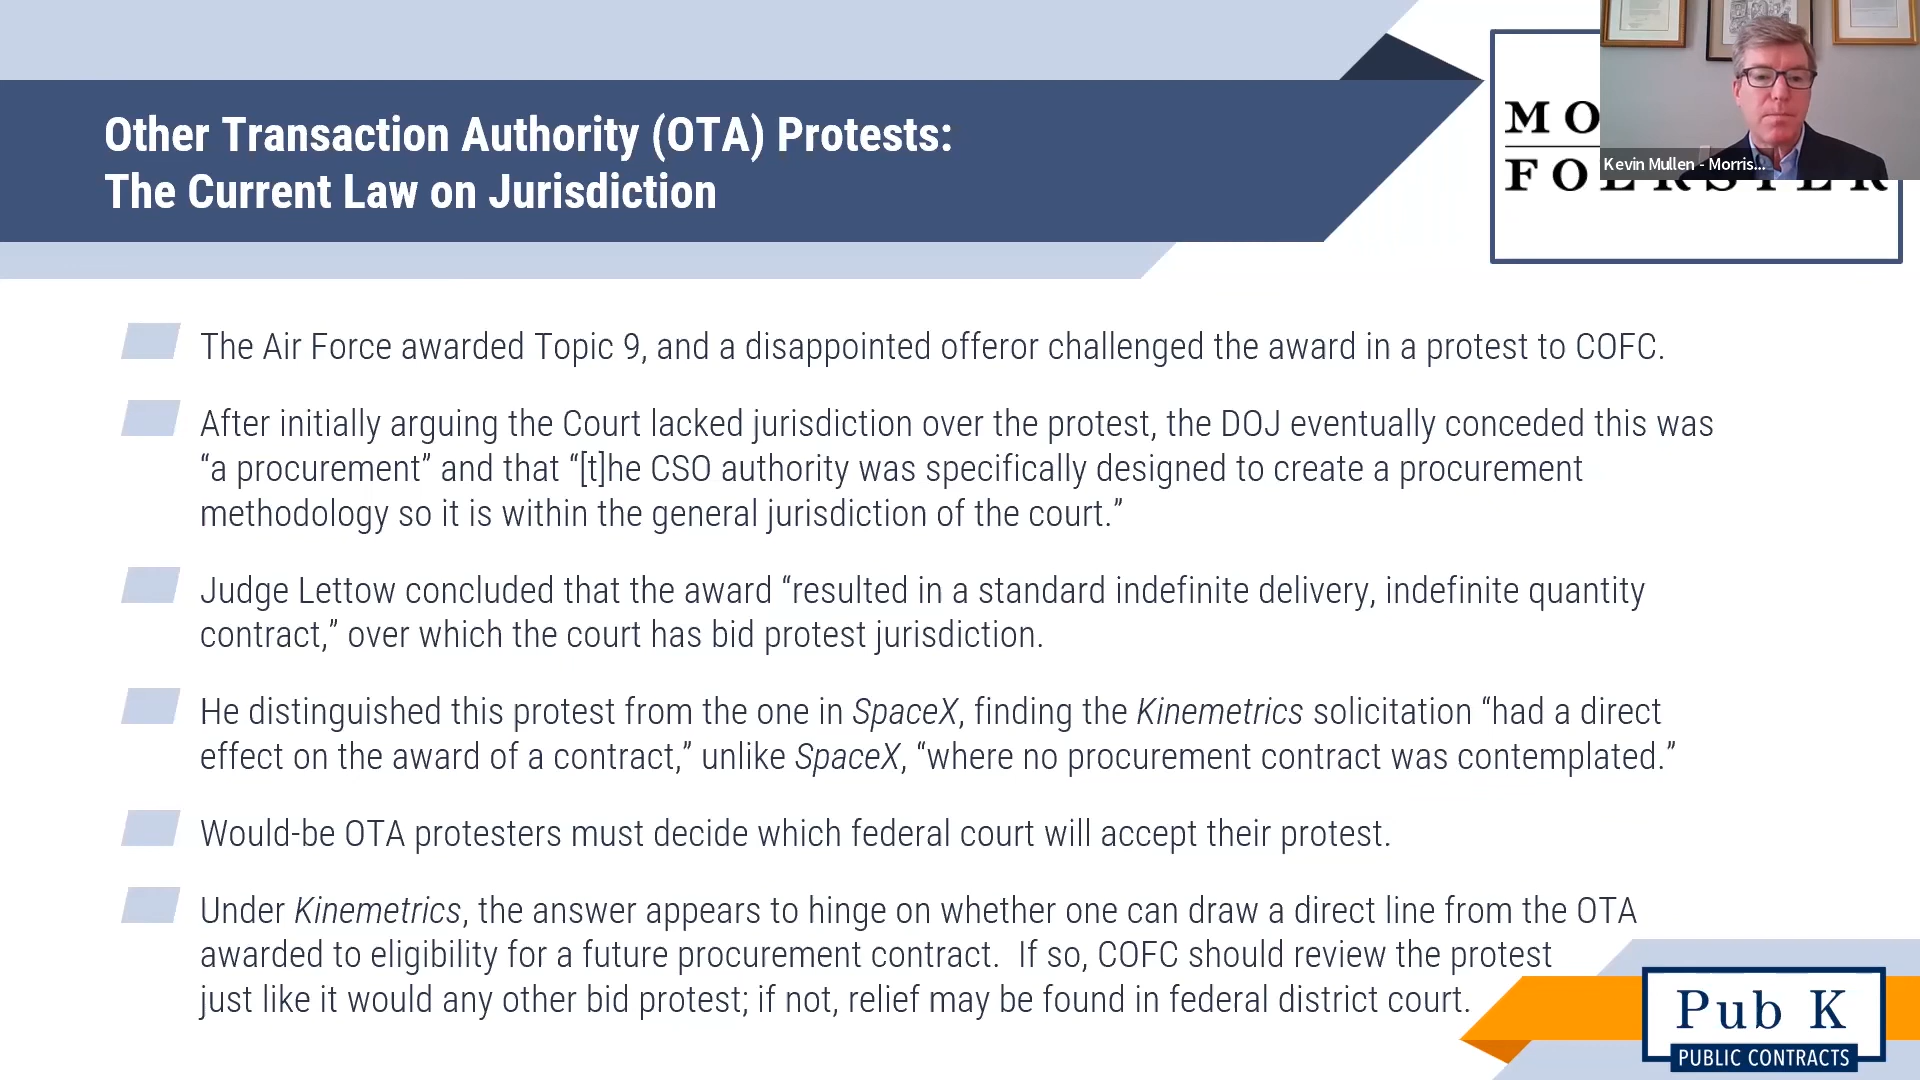 Other Transaction Authority (OTA) Protests:
The Current Law on Jurisdiction
MO
FOERSTER
Kevin Mullen - Morris...
The Air Force awarded Topic 9, and a disappointed offeror challenged the award in a protest to COFC.
After initially arguing the Court lacked jurisdiction over the protest, the DOJ eventually conceded this was
“a procurement” and that “[t]he CSO authority was specifically designed to create a procurement
methodology so it is within the general jurisdiction of the court.”
Judge Lettow concluded that the award “resulted in a standard indefinite delivery, indefinite quantity
contract,” over which the court has bid protest jurisdiction.
He distinguished this protest from the one in SpaceX, finding the Kinemetrics solicitation “had a direct
effect on the award of a contract,” unlike SpaceX, “where no procurement contract was contemplated.”
Would-be OTA protesters must decide which federal court will accept their protest.
Under Kinemetrics, the answer appears to hinge on whether one can draw a direct line from the OTA
awarded to eligibility for a future procurement contract.  If so, COFC should review the protest
just like it would any other bid protest; if not, relief may be found in federal district court.
Pub K
PUBLIC CONTRACTS